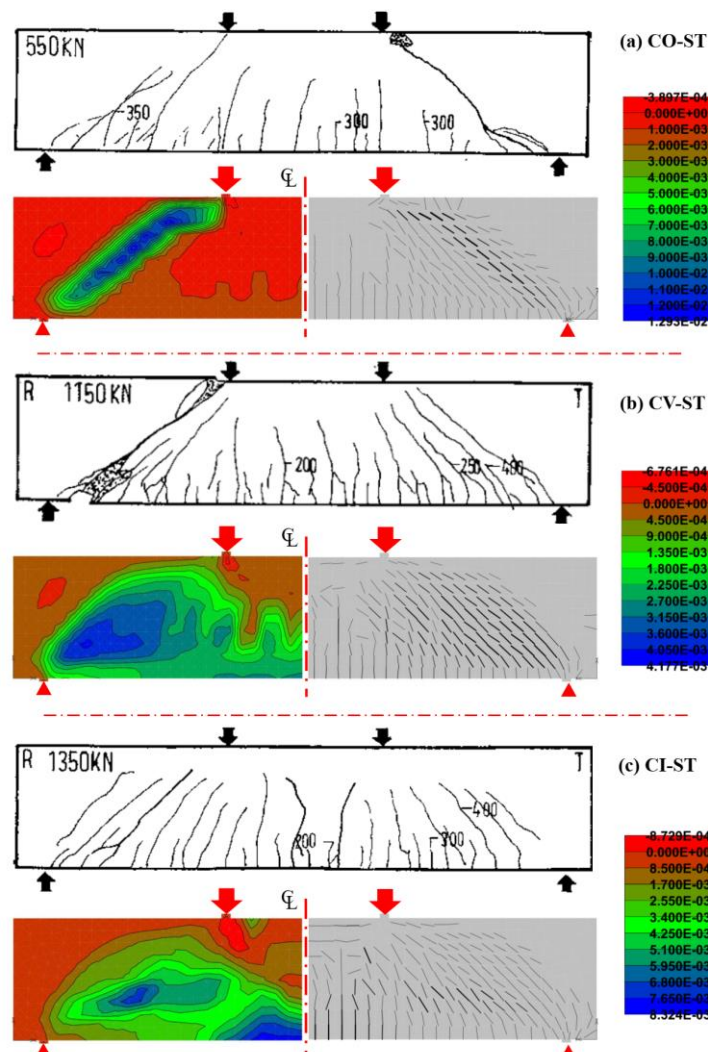 (a) CO-ST
550KN
350
300
300
℄
-3.897E-04
0.000E+00
1.000E-03
2.000E-03
3.000E-03
4.000E-03
5.000E-03
6.000E-03
7.000E-03
8.000E-03
9.000E-03
1.000E-02
1.100E-02
1.200E-02
1.293E-02
(b) CV-ST
R 1150KN T
200
250
400
℄
-6.761E-04
-4.500E-04
0.000E+00
4.500E-04
9.000E-04
1.350E-03
1.800E-03
2.250E-03
2.700E-03
3.150E-03
3.600E-03
4.050E-03
4.177E-03
(c) CI-ST
R 1350KN T
200
300
400
℄
-8.729E-04
0.000E+00
8.500E-04
1.700E-03
2.550E-03
3.400E-03
4.250E-03
5.100E-03
5.950E-03
6.800E-03
7.650E-03
8.324E-03